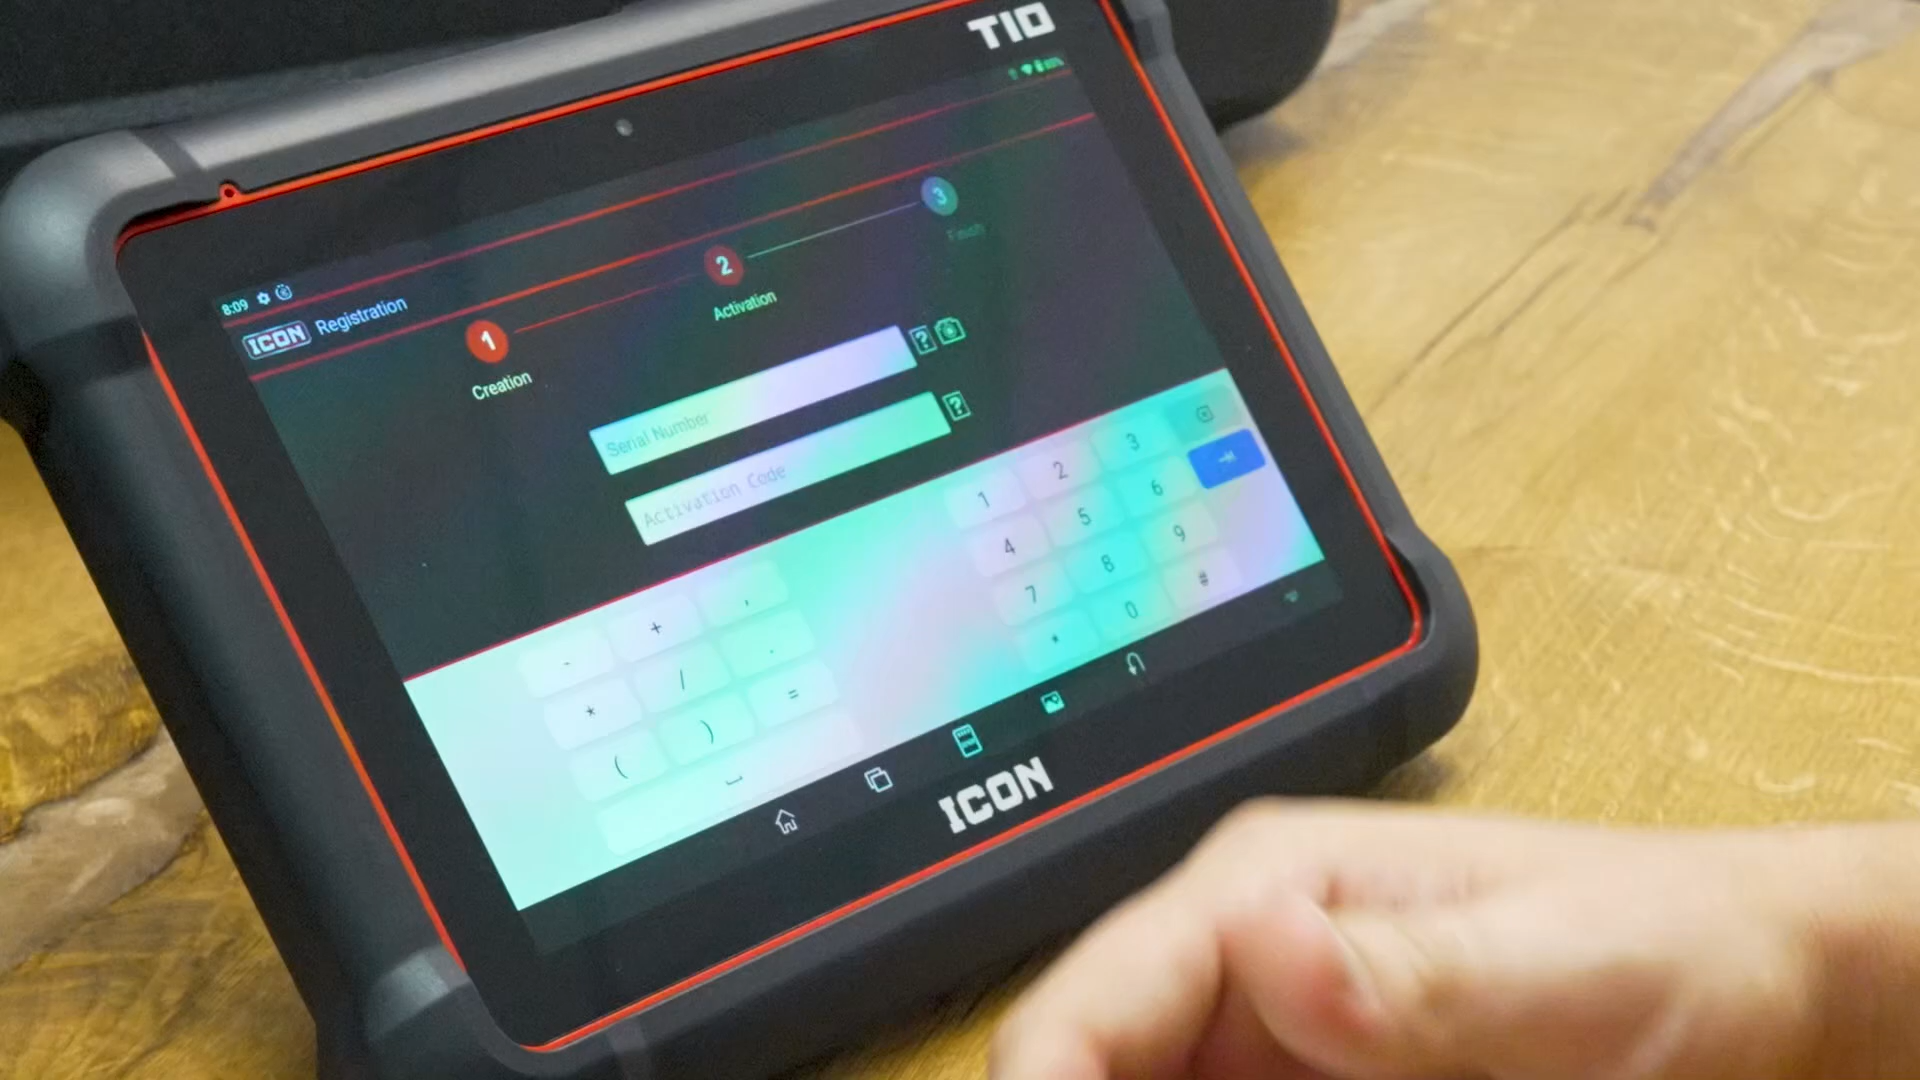 T10
8:09
ICON Registration
1
2
3
Creation
Activation
Finish
Serial Number
?
Activation Code
?
- + ,
* / .
( ) =
1 2 3
4 5 6
7 8 9
* 0 #
ICON